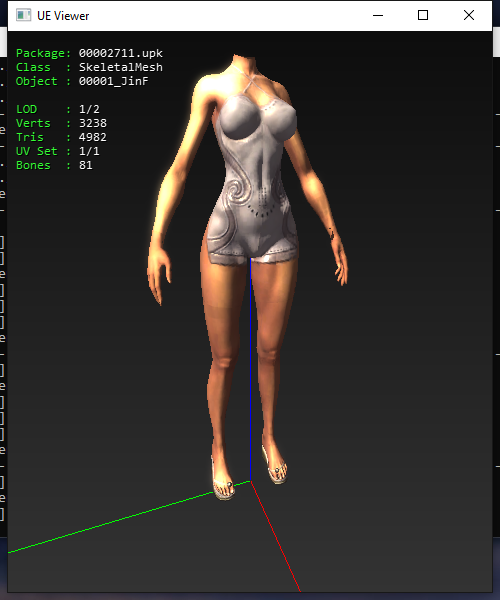 UE Viewer
Package: 00002711.upk
Class  : SkeletalMesh
Object : 00001_JinF
LOD    : 1/2
Verts  : 3238
Tris   : 4982
UV Set : 1/1
Bones  : 81